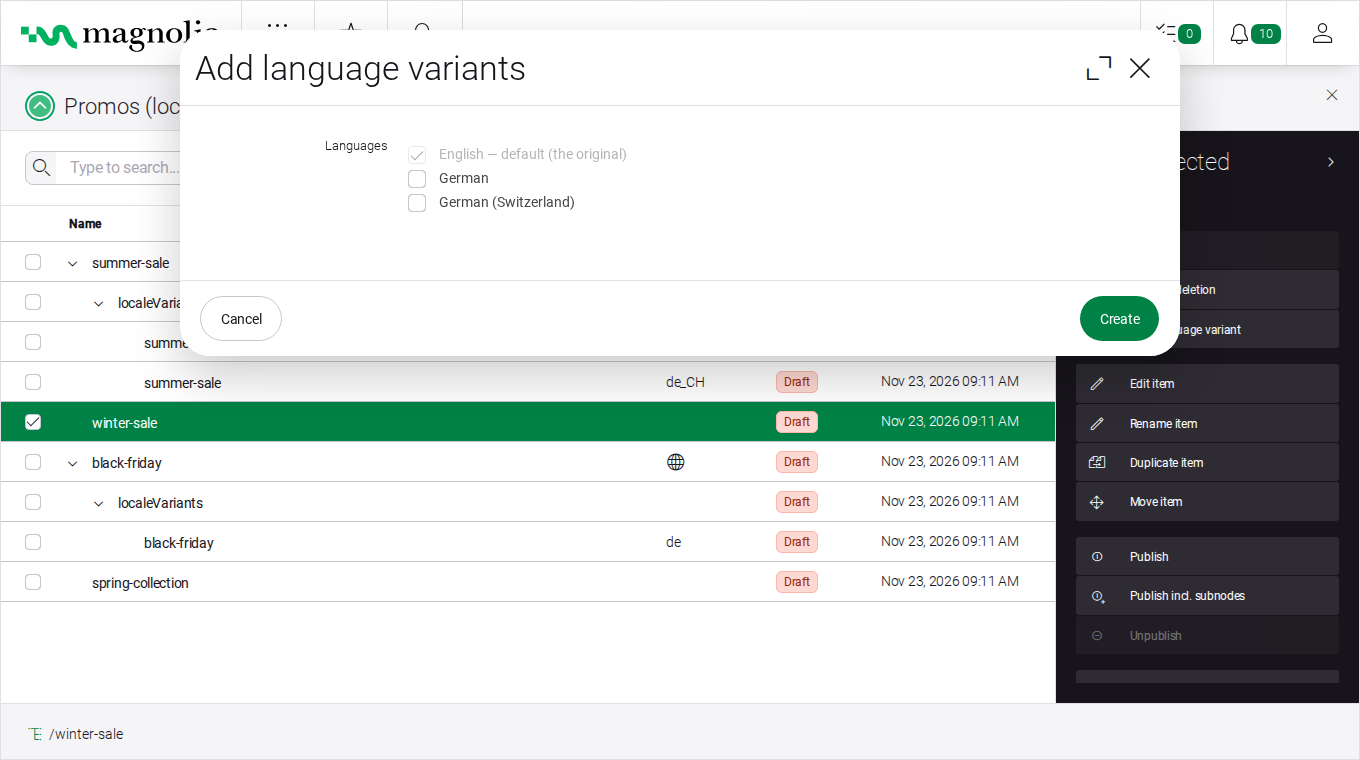 magnolia
0
10
Add language variants
Promos (loc
Languages
English — default (the original)
German
German (Switzerland)
Type to search...
ected
Name
summer-sale
localeVaria
deletion
Cancel
Create
uage variant
summe
summer-sale de_CH Draft Nov 23, 2026 09:11 AM
Edit item
winter-sale Draft Nov 23, 2026 09:11 AM
Rename item
black-friday Draft Nov 23, 2026 09:11 AM
Duplicate item
localeVariants Draft Nov 23, 2026 09:11 AM
Move item
black-friday de Draft Nov 23, 2026 09:11 AM
Publish
spring-collection Draft Nov 23, 2026 09:11 AM
Publish incl. subnodes
Unpublish
/winter-sale